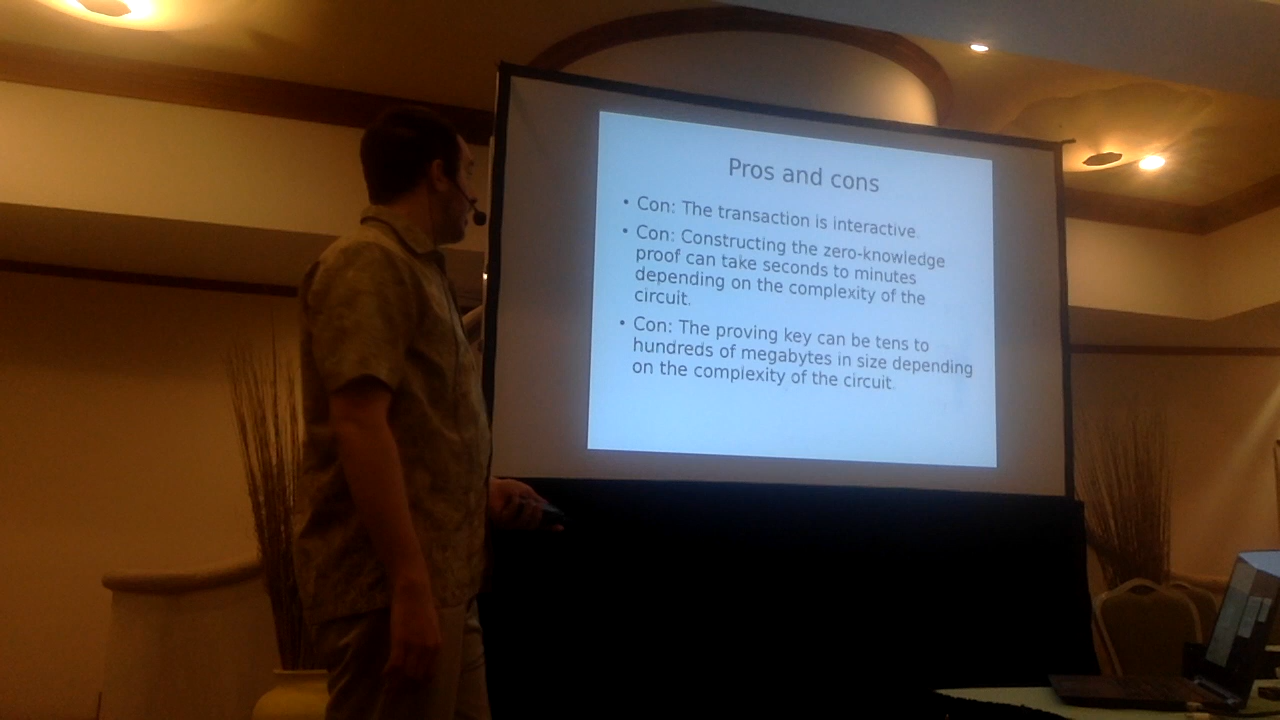 Pros and cons
• Con: The transaction is interactive.
• Con: Constructing the zero-knowledge
proof can take seconds to minutes
depending on the complexity of the
circuit.
• Con: The proving key can be tens to
hundreds of megabytes in size depending
on the complexity of the circuit.